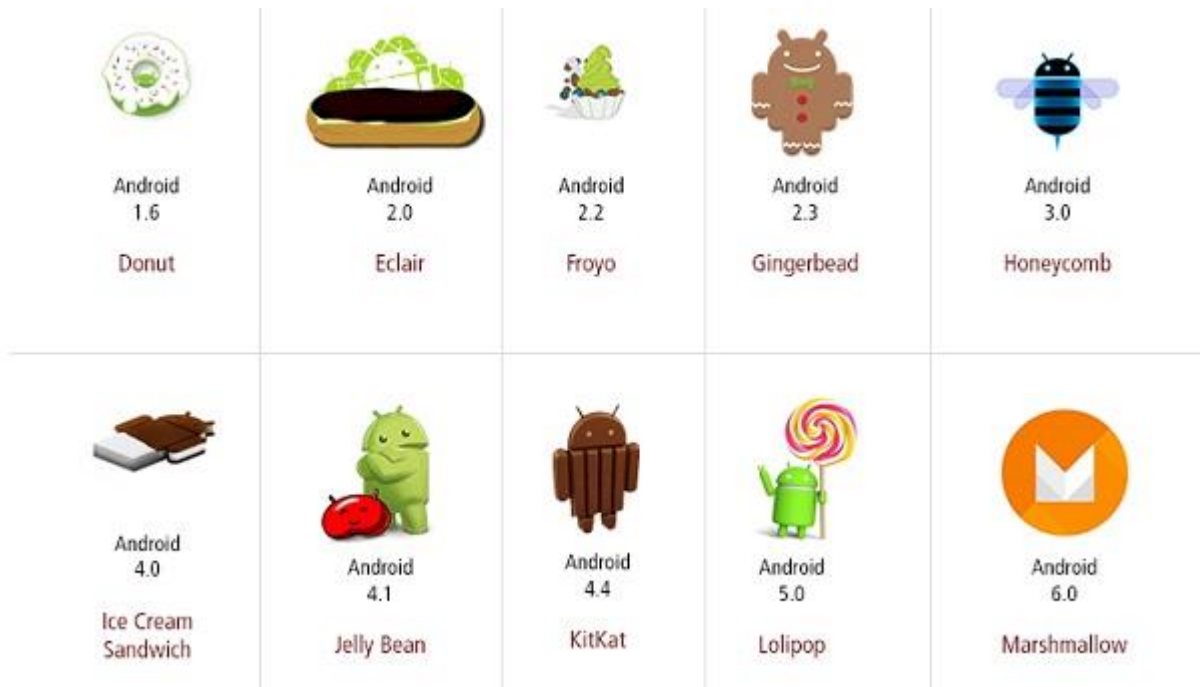 Android
1.6
Donut
Android
2.0
Eclair
Android
2.2
Froyo
Android
2.3
Gingerbead
Android
3.0
Honeycomb
Android
4.0
Ice Cream
Sandwich
Android
4.1
Jelly Bean
Android
4.4
KitKat
Android
5.0
Lolipop
Android
6.0
Marshmallow